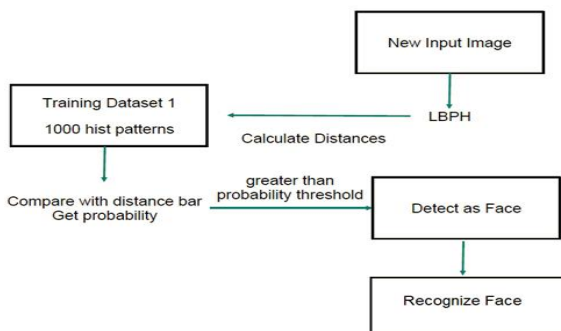 New Input Image
LBPH
Calculate Distances
Training Dataset 1
1000 hist patterns
Compare with distance bar
Get probability
greater than
probability threshold
Detect as Face
Recognize Face